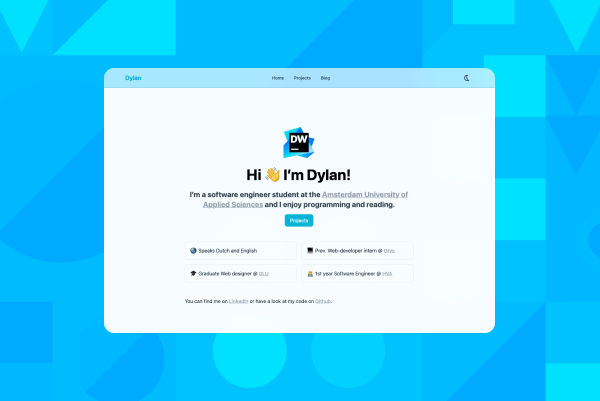 Dylan
Home Projects Blog
DW
Hi 👋 I'm Dylan!
I'm a software engineer student at the Amsterdam University of
Applied Sciences and I enjoy programming and reading.
Projects
Speaks Dutch and English
Prev. Web-developer intern @
Graduate Web designer @ GLU
1st year Software Engineer @ HVA
You can find me on LinkedIn or have a look at my code on Github.